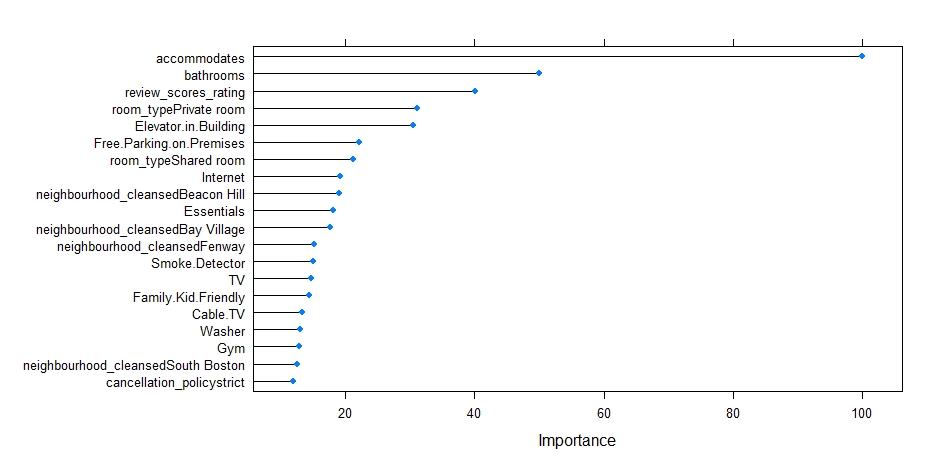 accommodates
bathrooms
review_scores_rating
room_typePrivate room
Elevator.in.Building
Free.Parking.on.Premises
room_typeShared room
Internet
neighbourhood_cleansedBeacon Hill
Essentials
neighbourhood_cleansedBay Village
neighbourhood_cleansedFenway
Smoke.Detector
TV
Family.Kid.Friendly
Cable.TV
Washer
Gym
neighbourhood_cleansedSouth Boston
cancellation_policystrict
20 40 60 80 100
Importance